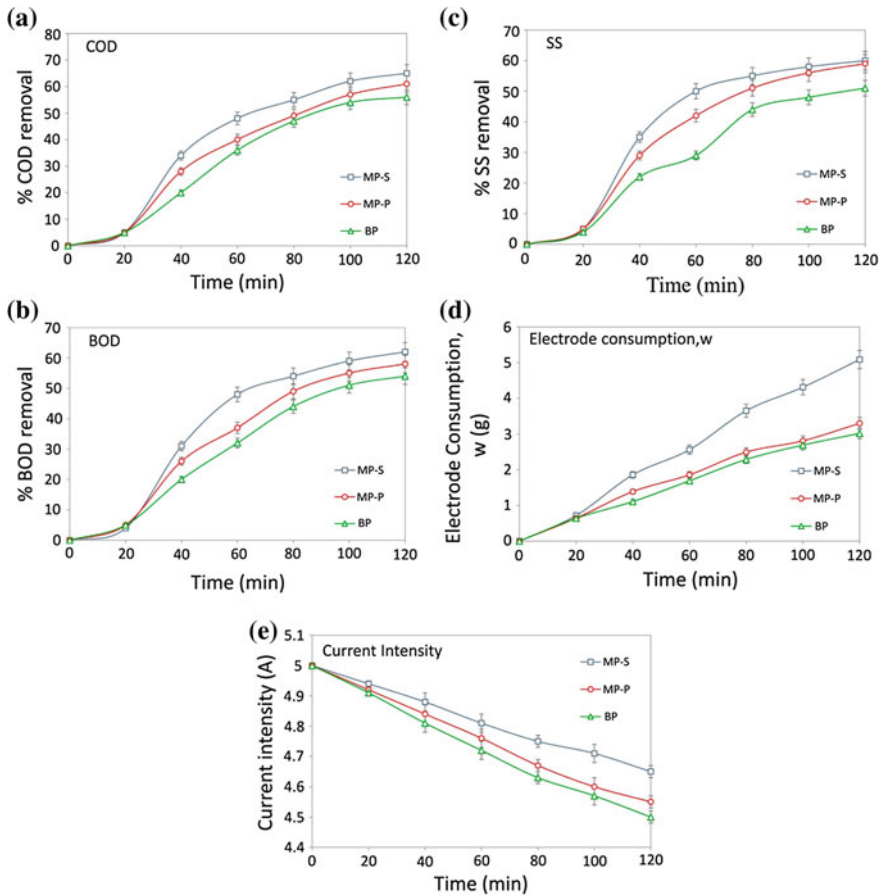 (a)
COD
% COD removal
80
70
60
50
40
30
20
10
0
0 20 40 60 80 100 120
Time (min)
MP-S
MP-P
BP
(c)
SS
% SS removal
70
60
50
40
30
20
10
0
0 20 40 60 80 100 120
Time (min)
MP-S
MP-P
BP
(b)
BOD
% BOD removal
70
60
50
40
30
20
10
0
0 20 40 60 80 100 120
Time (min)
MP-S
MP-P
BP
(d)
Electrode consumption,w
Electrode Consumption,
w (g)
6
5
4
3
2
1
0
0 20 40 60 80 100 120
Time (min)
MP-S
MP-P
BP
(e)
Current Intensity
Current intensity (A)
5.1
5
4.9
4.8
4.7
4.6
4.5
4.4
0 20 40 60 80 100 120
Time (min)
MP-S
MP-P
BP